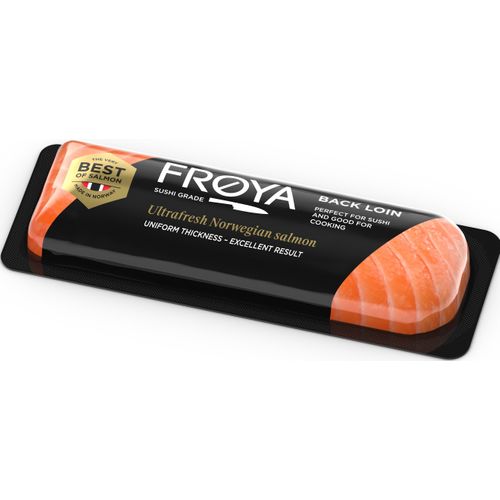 THE VERY
BEST
OF SALMON
MADE IN NORWAY
FRØYA
SUSHI GRADE
Ultrafresh Norwegian salmon
UNIFORM THICKNESS – EXCELLENT RESULT
BACK LOIN
PERFECT FOR SUSHI
AND GOOD FOR
COOKING